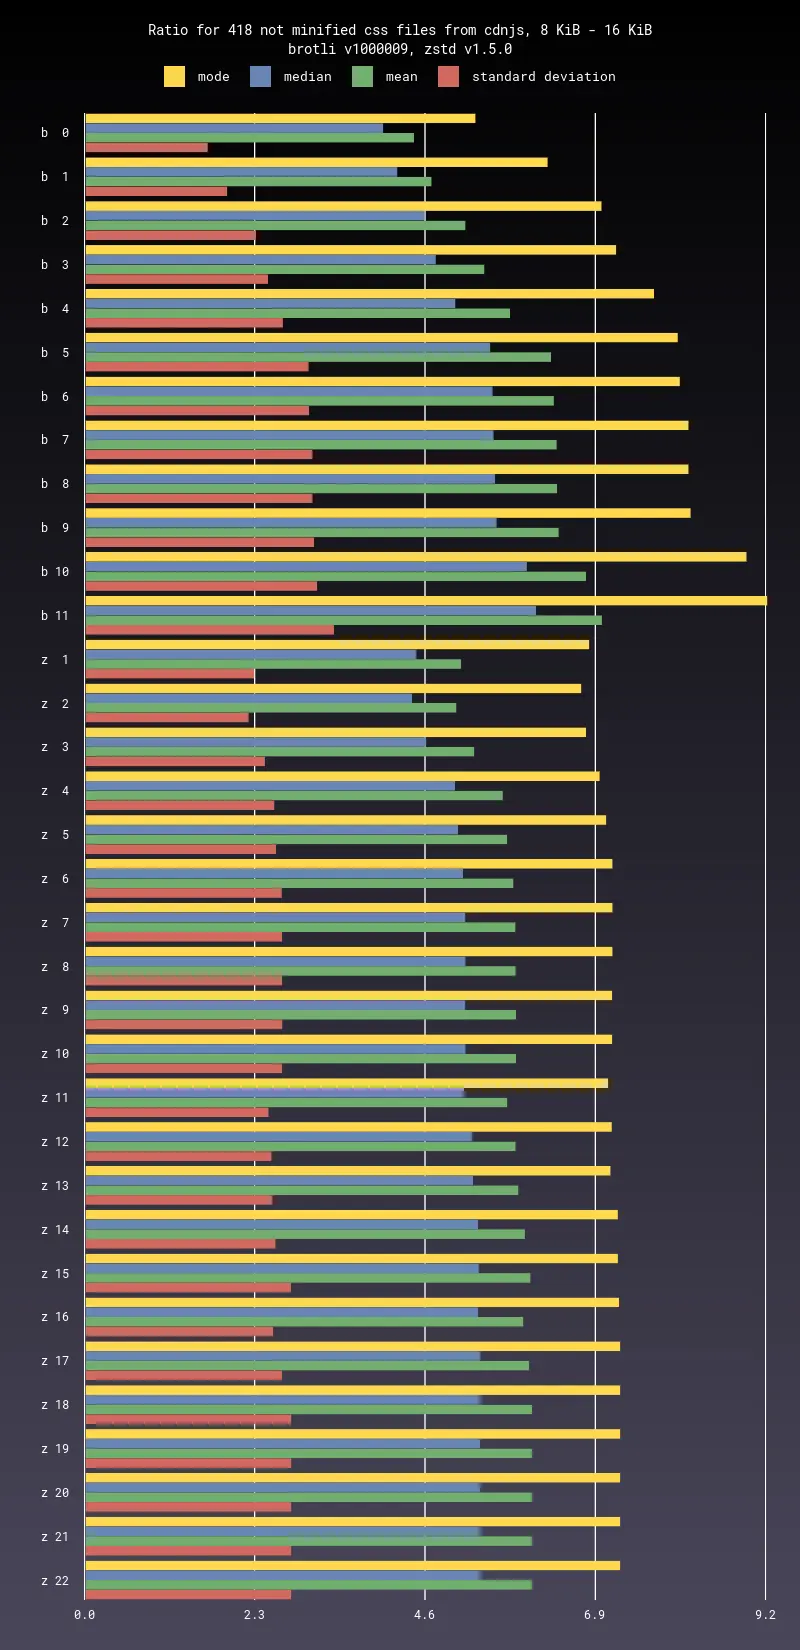 Ratio for 418 not minified css files from cdnjs, 8 KiB - 16 KiB
brotli v1000009, zstd v1.5.0
mode median mean standard deviation
b 0
b 1
b 2
b 3
b 4
b 5
b 6
b 7
b 8
b 9
b 10
b 11
z 1
z 2
z 3
z 4
z 5
z 6
z 7
z 8
z 9
z 10
z 11
z 12
z 13
z 14
z 15
z 16
z 17
z 18
z 19
z 20
z 21
z 22
0.0 2.3 4.6 6.9 9.2